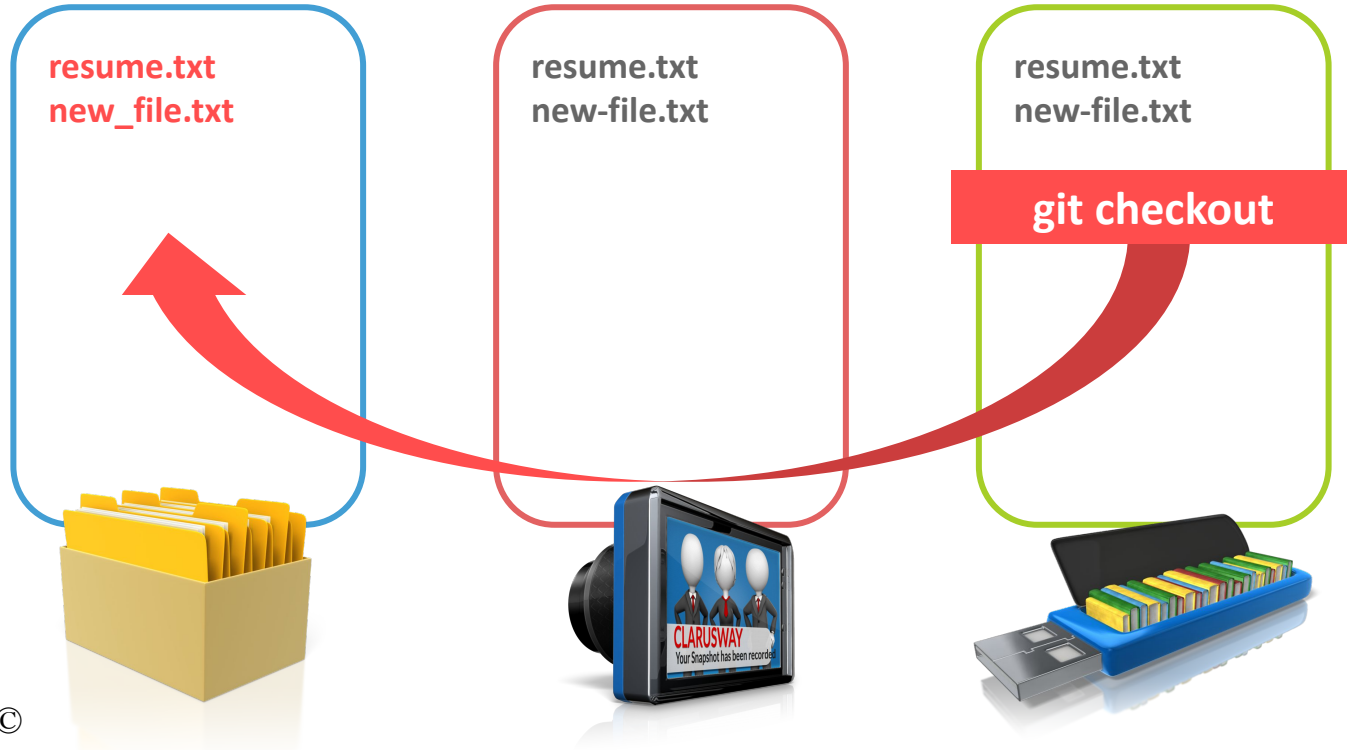 resume.txt
new_file.txt
resume.txt
new-file.txt
resume.txt
new-file.txt
git checkout
CLARUSWAY
Your Snapshot has been recorded
©